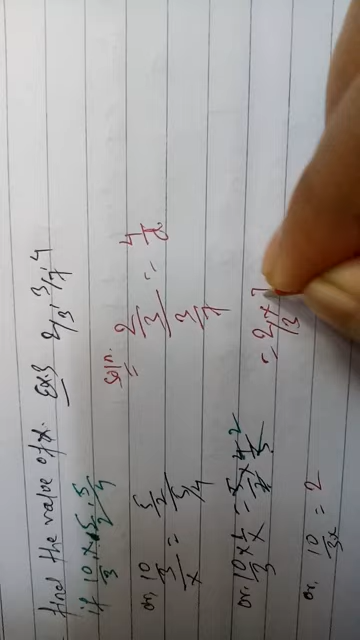 find the value of x. Ex.3 2/3, 3/7, 4
if 10/3, x, 5/2, 5/4
Soln.
or, 10/3 / x = 5/2 / 5/4
2/3 / 3/7 = 4/x
or, 10/3 × 1/x = 5/2 × 4/5 2
= 2/3 × 7
or, 10/3x = 2